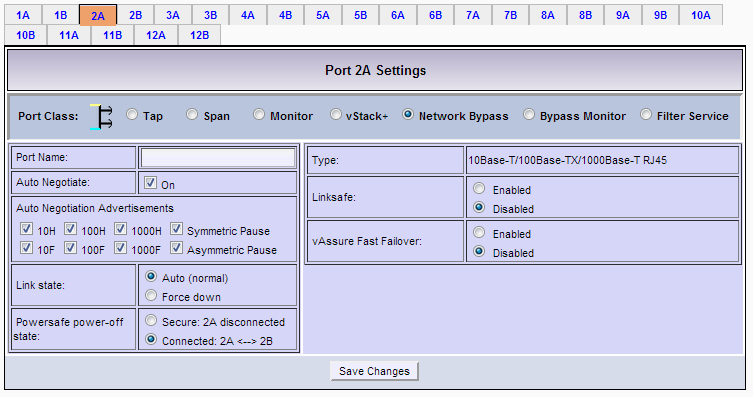 1A 1B 2A 2B 3A 3B 4A 4B 5A 5B 6A 6B 7A 7B 8A 8B 9A 9B 10A
10B 11A 11B 12A 12B
Port 2A Settings
Port Class: Tap Span Monitor vStack+ Network Bypass Bypass Monitor Filter Service
Port Name:
Auto Negotiate: On
Auto Negotiation Advertisements
10H 100H 1000H Symmetric Pause
10F 100F 1000F Asymmetric Pause
Link state: Auto (normal)
Force down
Powersafe power-off state: Secure: 2A disconnected
Connected: 2A <--> 2B
Type: 10Base-T/100Base-TX/1000Base-T RJ45
Linksafe: Enabled
Disabled
vAssure Fast Failover: Enabled
Disabled
Save Changes